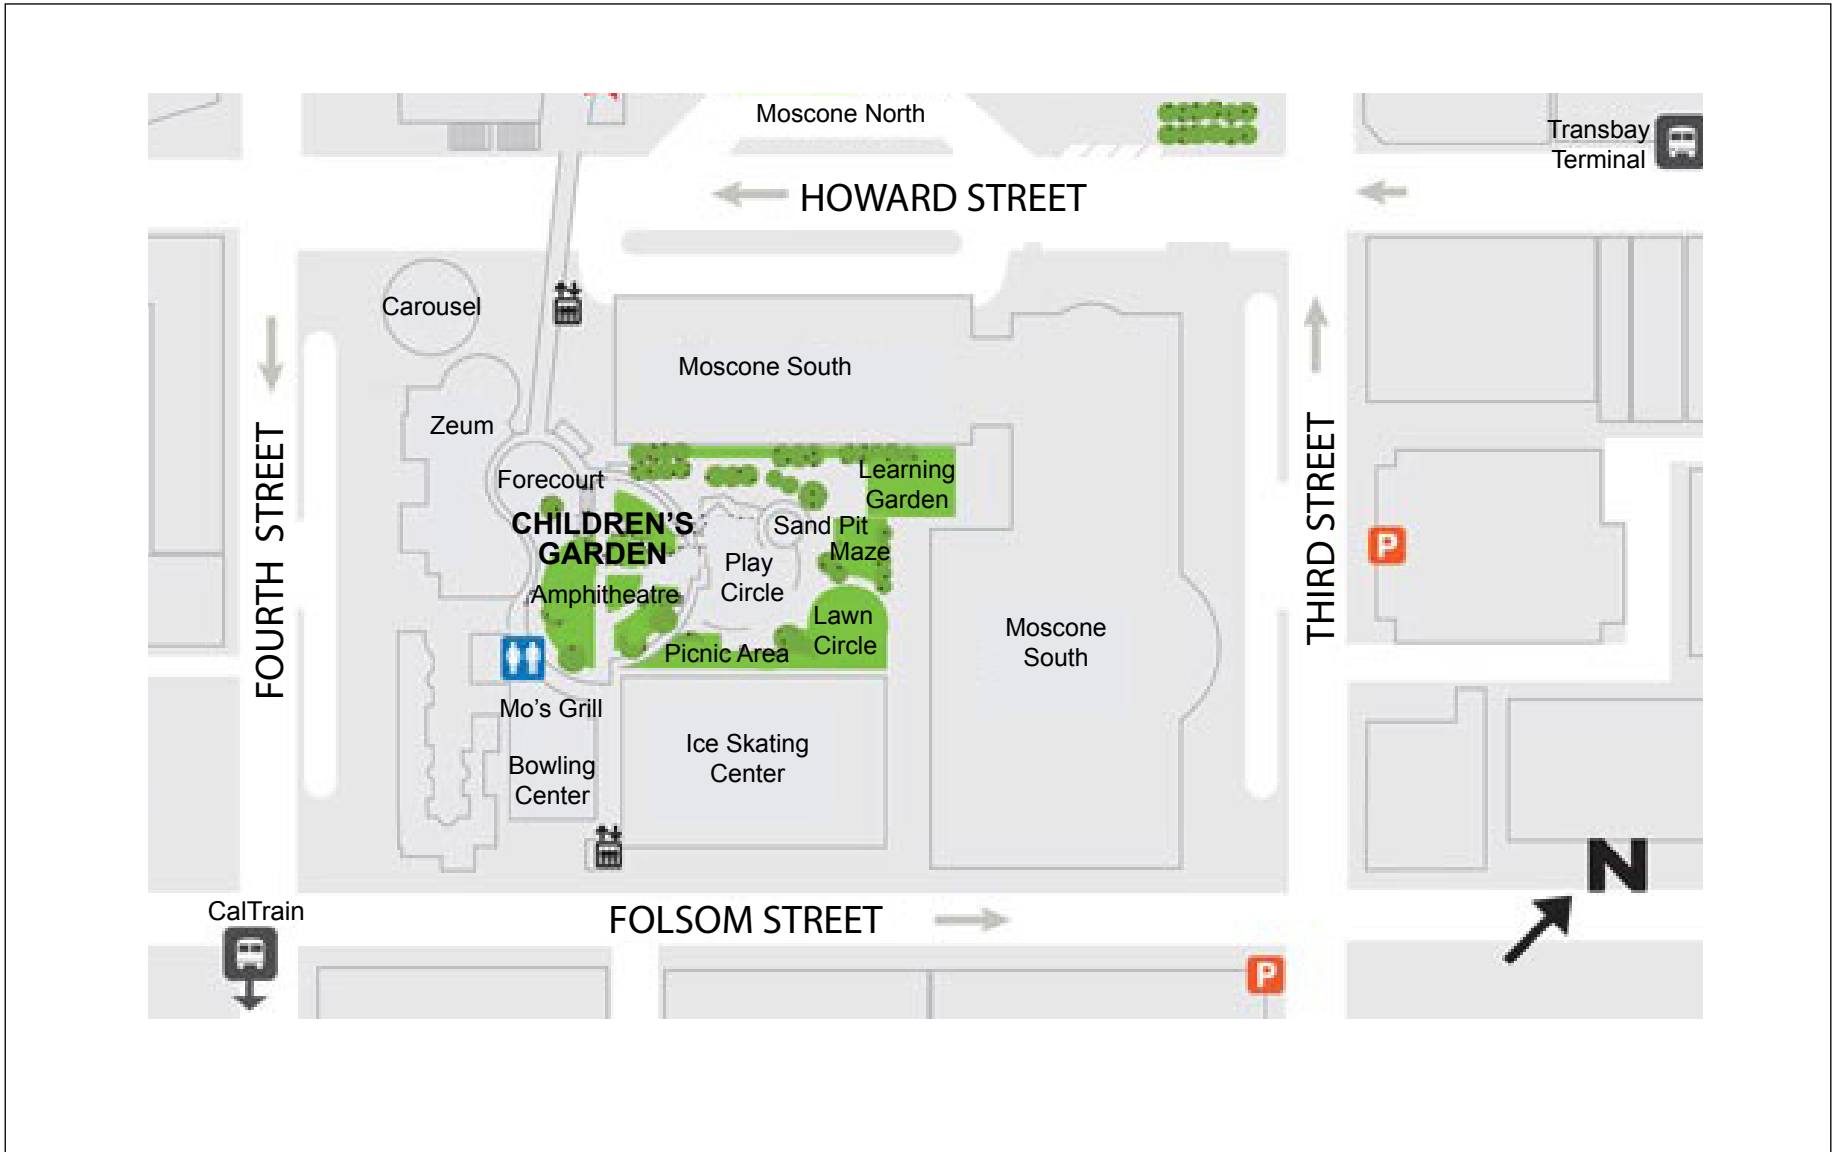 Moscone North
Transbay
Terminal
HOWARD STREET
Carousel
Moscone South
Zeum
Forecourt
Learning
Garden
CHILDREN'S
GARDEN
Sand Pit
Maze
Play
Circle
Amphitheatre
Lawn
Circle
Picnic Area
Moscone
South
FOURTH STREET
THIRD STREET
P
Mo's Grill
Ice Skating
Center
Bowling
Center
N
CalTrain
FOLSOM STREET
P